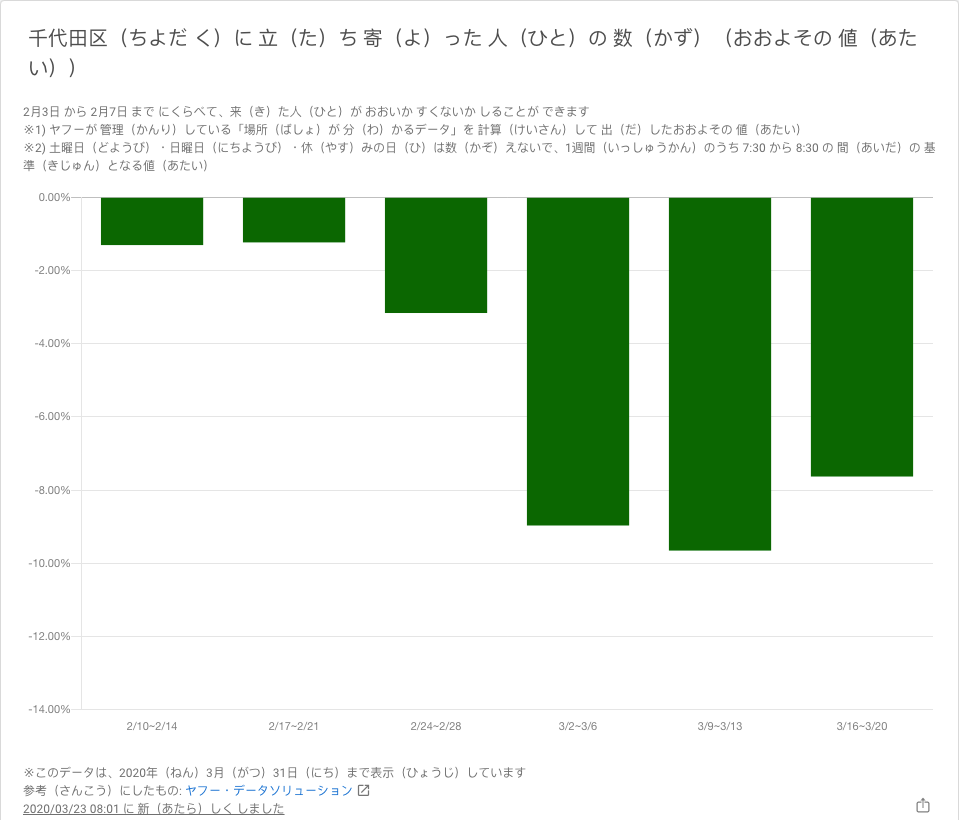 千代田区（ちよだ く）に 立（た）ち 寄（よ）った 人（ひと）の 数（かず）（おおよその 値（あた
い））
2月3日 から 2月7日 まで にくらべて、来（き）た人（ひと）が おおいか すくないか しることが できます
※1) ヤフーが 管理（かんり）している「場所（ばしょ）が 分（わ）かるデータ」を 計算（けいさん）して 出（だ）したおおよその 値（あたい）
※2) 土曜日（どようび）・日曜日（にちようび）・休（やす）みの日（ひ）は数（かぞ）えないで、1週間（いっしゅうかん）のうち 7:30 から 8:30 の 間（あいだ）の 基
準（きじゅん）となる値（あたい）
0.00%
-2.00%
-4.00%
-6.00%
-8.00%
-10.00%
-12.00%
-14.00%
2/10~2/14 2/17~2/21 2/24~2/28 3/2~3/6 3/9~3/13 3/16~3/20
※このデータは、2020年（ねん）3月（がつ）31日（にち）まで表示（ひょうじ）しています
参考（さんこう）にしたもの: ヤフー・データソリューション
2020/03/23 08:01 に 新（あたら）しく しました